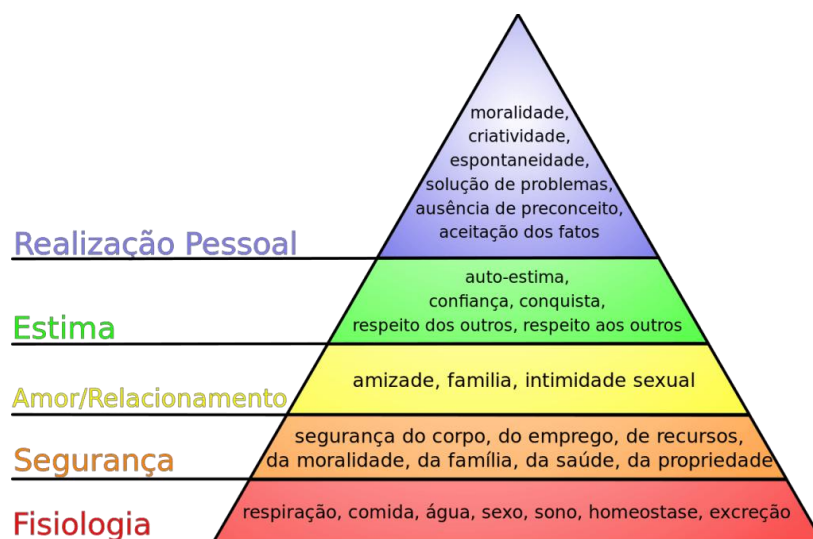 moralidade,
criatividade,
espontaneidade,
solução de problemas,
ausência de preconceito,
aceitação dos fatos
Realização Pessoal
auto-estima,
confiança, conquista,
respeito dos outros, respeito aos outros
Estima
amizade, familia, intimidade sexual
Amor/Relacionamento
segurança do corpo, do emprego, de recursos,
da moralidade, da família, da saúde, da propriedade
Segurança
respiração, comida, água, sexo, sono, homeostase, excreção
Fisiologia